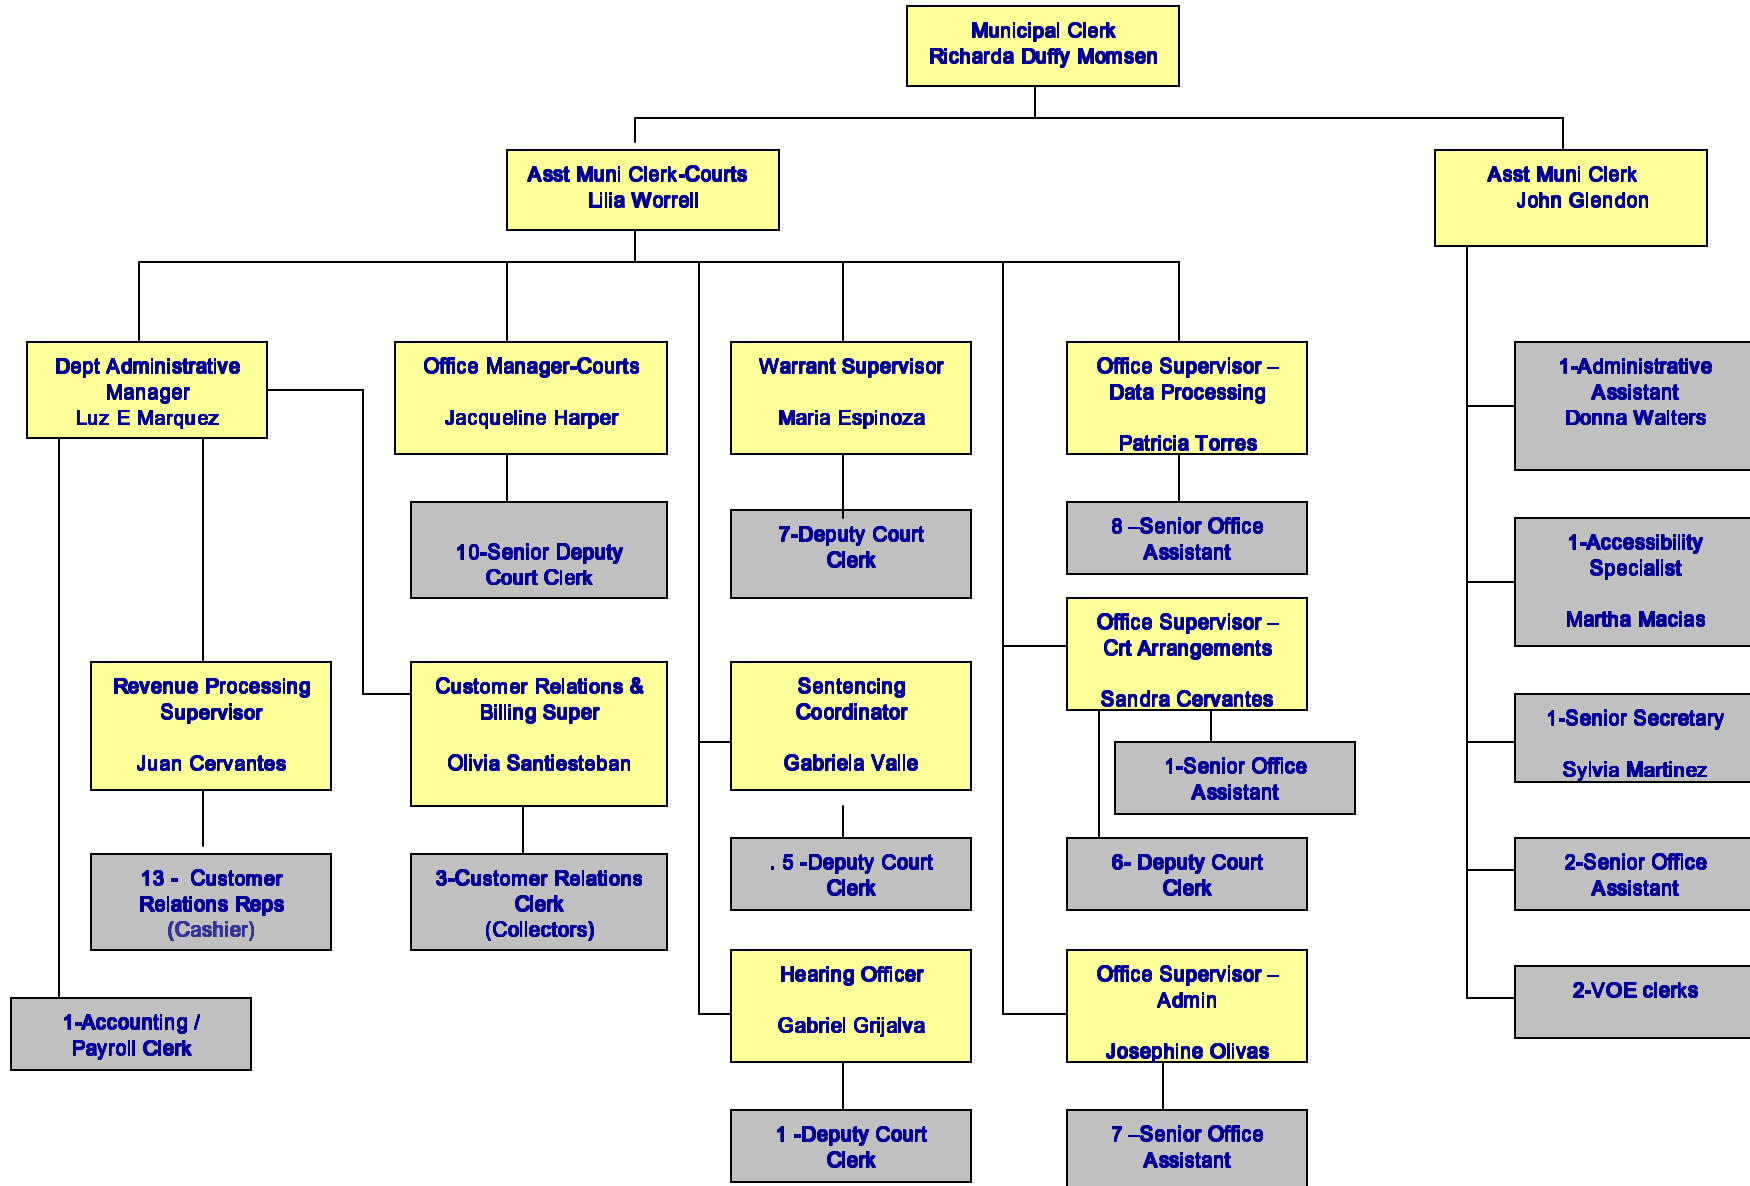 Municipal Clerk
Richarda Duffy Momsen
Asst Muni Clerk-Courts
Lilia Worrell
Asst Muni Clerk
John Glendon
Dept Administrative
Manager
Luz E Marquez
Office Manager-Courts
Jacqueline Harper
Warrant Supervisor
Maria Espinoza
Office Supervisor –
Data Processing
Patricia Torres
1-Administrative
Assistant
Donna Walters
10-Senior Deputy
Court Clerk
7-Deputy Court
Clerk
8 –Senior Office
Assistant
1-Accessibility
Specialist
Martha Macias
Office Supervisor –
Crt Arrangements
Sandra Cervantes
Revenue Processing
Supervisor
Juan Cervantes
Customer Relations &
Billing Super
Olivia Santiesteban
Sentencing
Coordinator
Gabriela Valle
1-Senior Secretary
Sylvia Martinez
1-Senior Office
Assistant
13 - Customer
Relations Reps
(Cashier)
3-Customer Relations
Clerk
(Collectors)
. 5 -Deputy Court
Clerk
6- Deputy Court
Clerk
2-Senior Office
Assistant
Hearing Officer
Gabriel Grijalva
Office Supervisor –
Admin
Josephine Olivas
2-VOE clerks
1-Accounting /
Payroll Clerk
1 -Deputy Court
Clerk
7 –Senior Office
Assistant